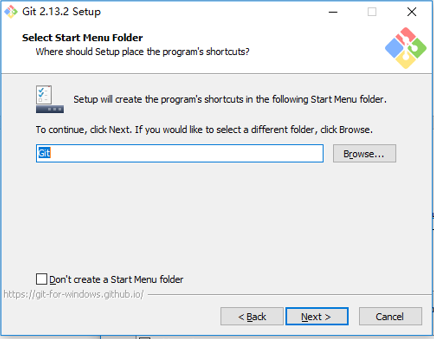 Git 2.13.2 Setup
Select Start Menu Folder
Where should Setup place the program's shortcuts?
Setup will create the program's shortcuts in the following Start Menu folder.
To continue, click Next. If you would like to select a different folder, click Browse.
Git
Browse...
Don't create a Start Menu folder
https://git-for-windows.github.io/
< Back
Next >
Cancel